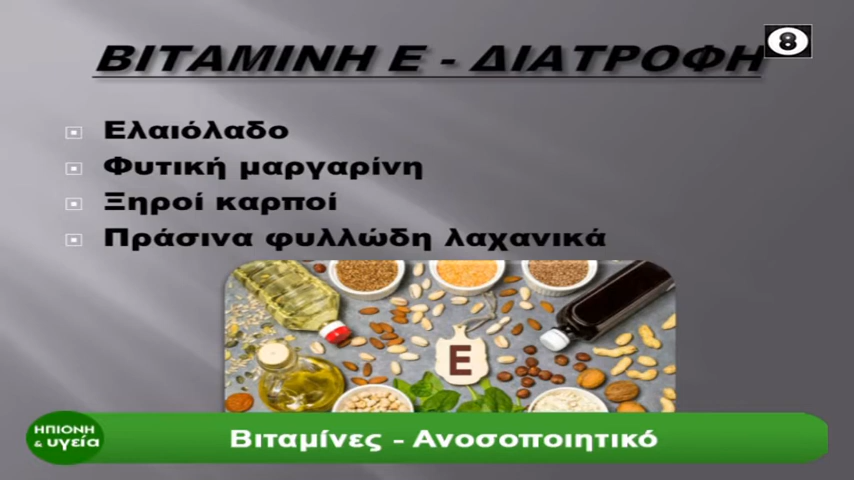 ΒΙΤΑΜΙΝΗ Ε - ΔΙΑΤΡΟΦΗ
8
Ελαιόλαδο
Φυτική μαργαρίνη
Ξηροί καρποί
Πράσινα φυλλώδη λαχανικά
E
ΗΠΙΟΝΗ
& υγεία
Βιταμίνες - Ανοσοποιητικό